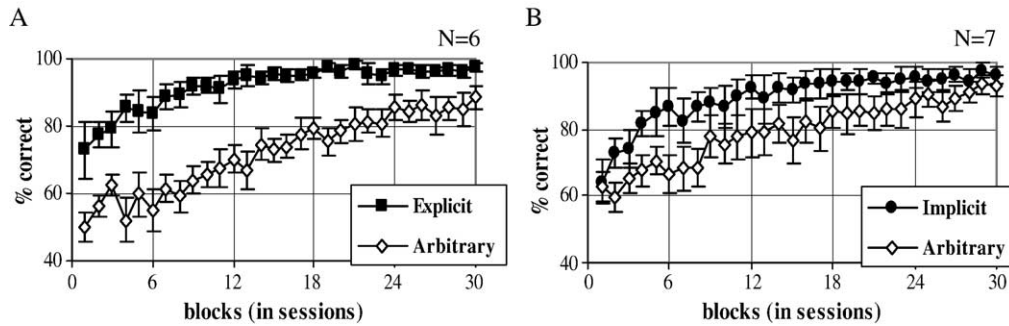 A
N=6
% correct
100
80
60
40
0 6 12 18 24 30
blocks (in sessions)
Explicit
Arbitrary
B
N=7
% correct
100
80
60
40
0 6 12 18 24 30
blocks (in sessions)
Implicit
Arbitrary